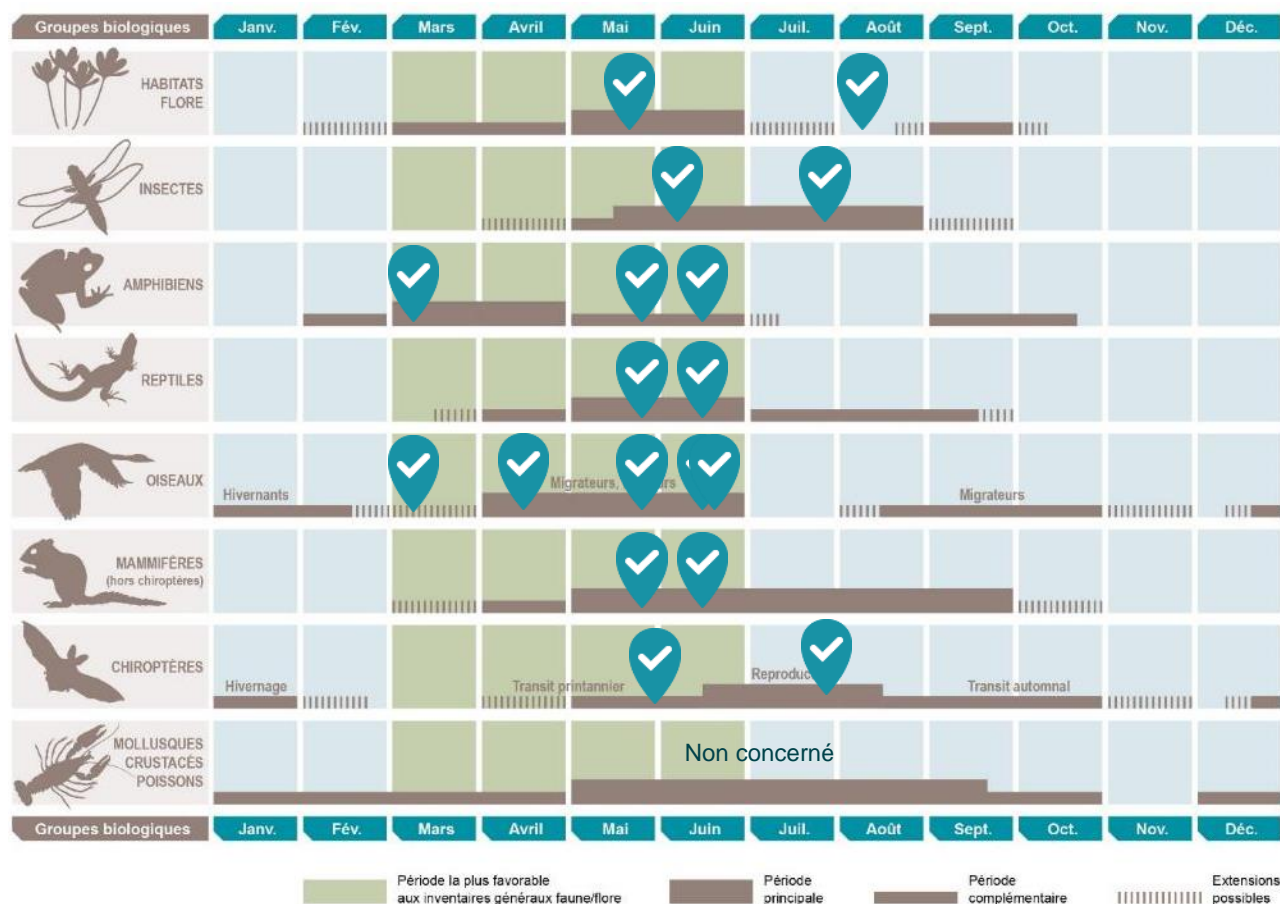 Groupes biologiques Janv. Fév. Mars Avril Mai Juin Juil. Août Sept. Oct. Nov. Déc.
HABITATS
FLORE
INSECTES
AMPHIBIENS
REPTILES
OISEAUX
Hivernants Migrateurs, Migrateurs
MAMMIFÈRES
(hors chiroptères)
CHIROPTÈRES
Hivernage Transit printannier Transit automnal
MOLLUSQUES
CRUSTACÉS
POISSONS
Non concerné
Groupes biologiques Janv. Fév. Mars Avril Mai Juin Juil. Août Sept. Oct. Nov. Déc.
Période la plus favorable
aux inventaires généraux faune/flore
Période
principale
Période
complémentaire
Extensions
possibles